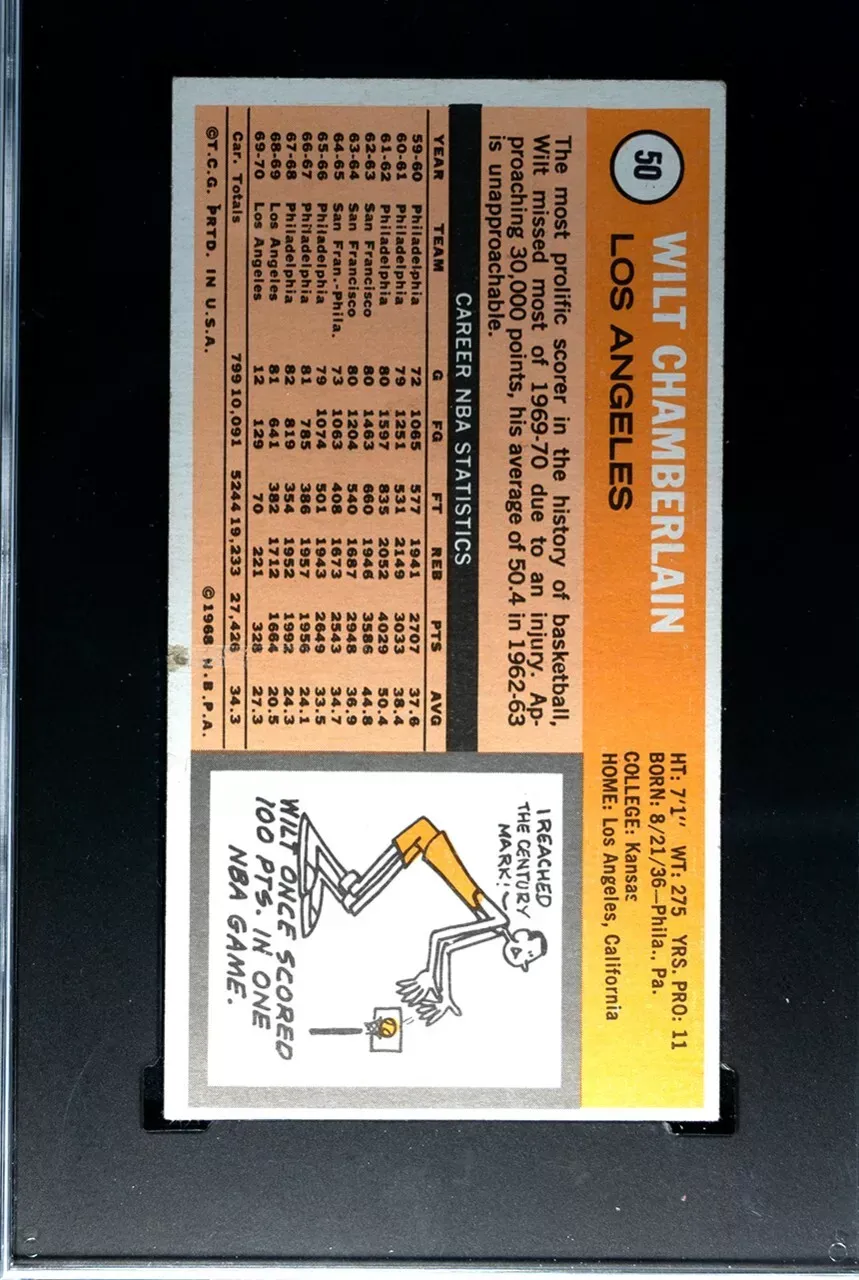 50
WILT CHAMBERLAIN
LOS ANGELES
HT: 7'1" WT: 275 YRS. PRO: 11
BORN: 8/21/36—Phila., Pa.
COLLEGE: Kansas
HOME: Los Angeles, California
The most prolific scorer in the history of basketball,
Wilt missed most of 1969-70 due to an injury. Ap-
proaching 30,000 points, his average of 50.4 in 1962-63
is unapproachable.
CAREER NBA STATISTICS
YEAR TEAM G FG FT REB PTS AVG
59-60 Philadelphia 72 1065 577 1941 2707 37.6
60-61 Philadelphia 79 1251 531 2149 3033 38.4
61-62 Philadelphia 80 1597 835 2052 4029 50.4
62-63 San Francisco 80 1463 660 1946 3586 44.8
63-64 San Francisco 80 1204 540 1687 2948 36.9
64-65 San Fran.-Phila. 73 1063 408 1673 2543 34.7
65-66 Philadelphia 79 1074 501 1943 2649 33.5
66-67 Philadelphia 81 785 386 1957 1956 24.1
67-68 Philadelphia 82 819 354 1952 1992 24.3
68-69 Los Angeles 81 641 382 1712 1664 20.5
69-70 Los Angeles 12 129 70 221 328 27.3
Car. Totals 799 10,091 5244 19,233 27,426 34.3
©T.C.G. PRTD. IN U.S.A. ©1968 N.B.P.A.
I REACHED
THE CENTURY
MARK!
WILT ONCE SCORED
100 PTS. IN ONE
NBA GAME.